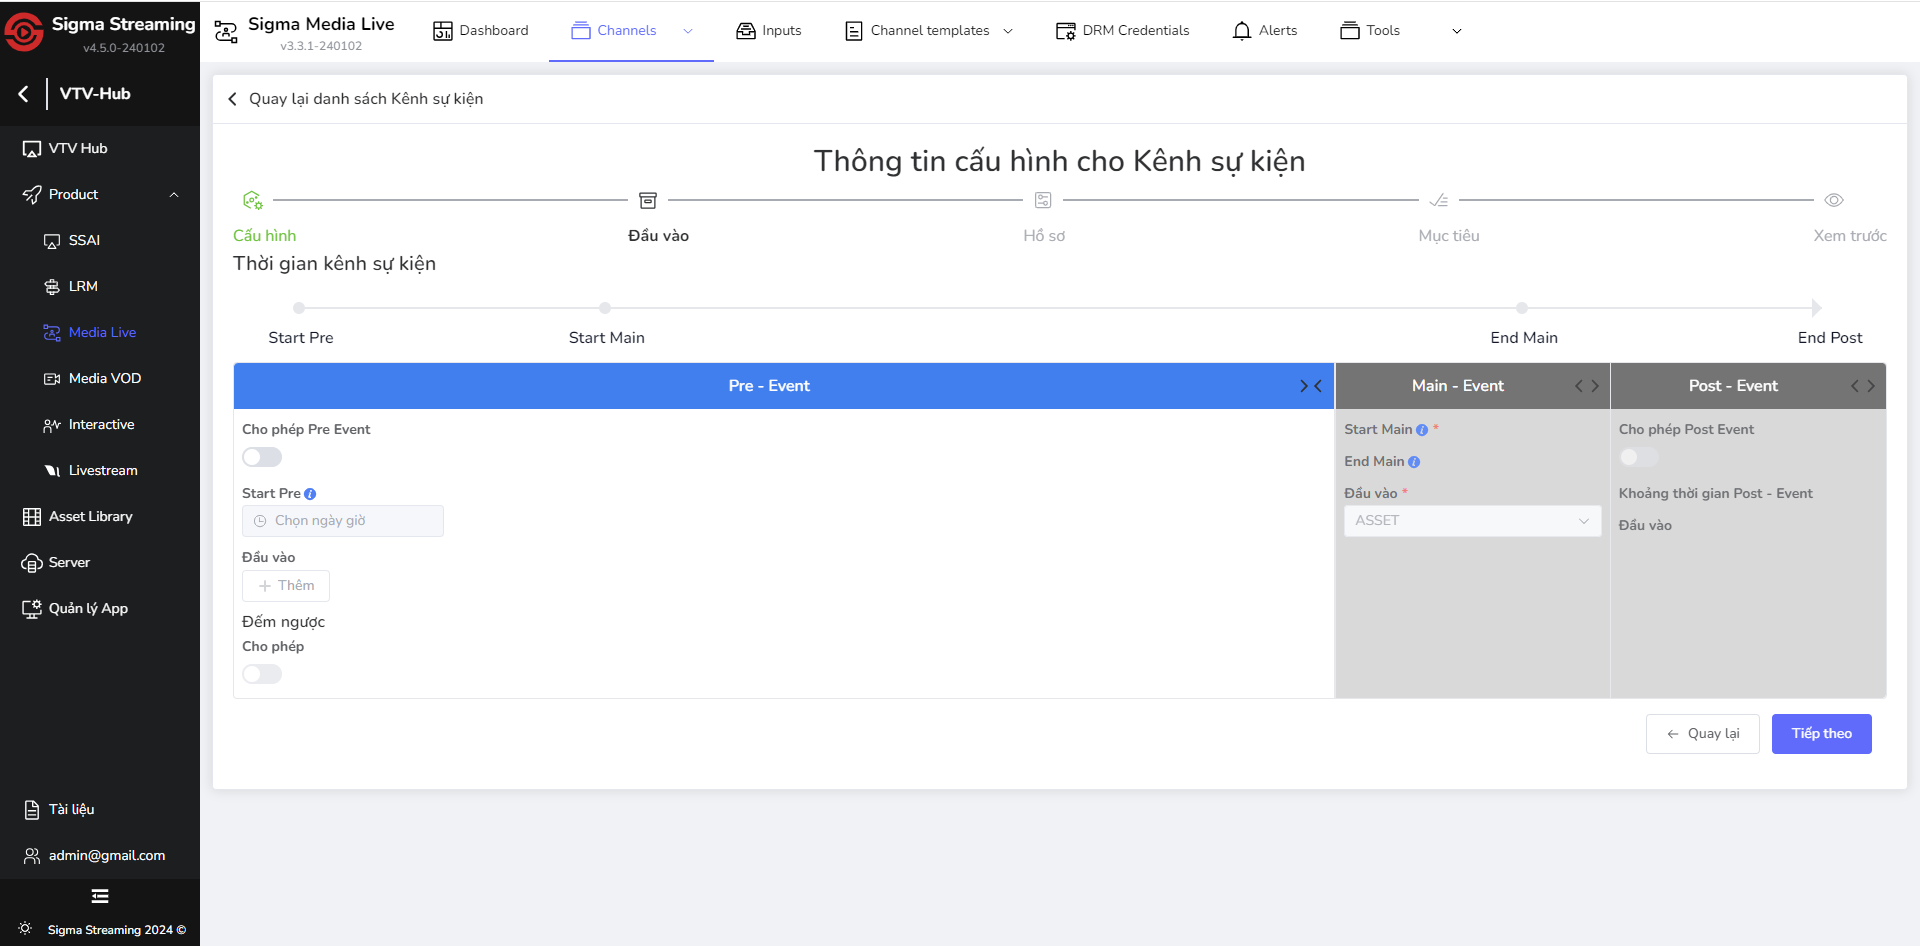 Sigma Streaming
v4.5.0-240102
VTV-Hub
VTV Hub
Product
SSAI
LRM
Media Live
Media VOD
Interactive
Livestream
Asset Library
Server
Quản lý App
Tài liệu
admin@gmail.com
Sigma Streaming 2024 ©
Sigma Media Live
v3.3.1-240102
Dashboard
Channels
Inputs
Channel templates
DRM Credentials
Alerts
Tools
Quay lại danh sách Kênh sự kiện
Thông tin cấu hình cho Kênh sự kiện
Cấu hình
Đầu vào
Hồ sơ
Mục tiêu
Xem trước
Thời gian kênh sự kiện
Start Pre
Start Main
End Main
End Post
Pre - Event
Cho phép Pre Event
Start Pre
Chọn ngày giờ
Đầu vào
+ Thêm
Đếm ngược
Cho phép
Main - Event
Start Main *
End Main
Đầu vào *
ASSET
Post - Event
Cho phép Post Event
Khoảng thời gian Post - Event
Đầu vào
← Quay lại
Tiếp theo